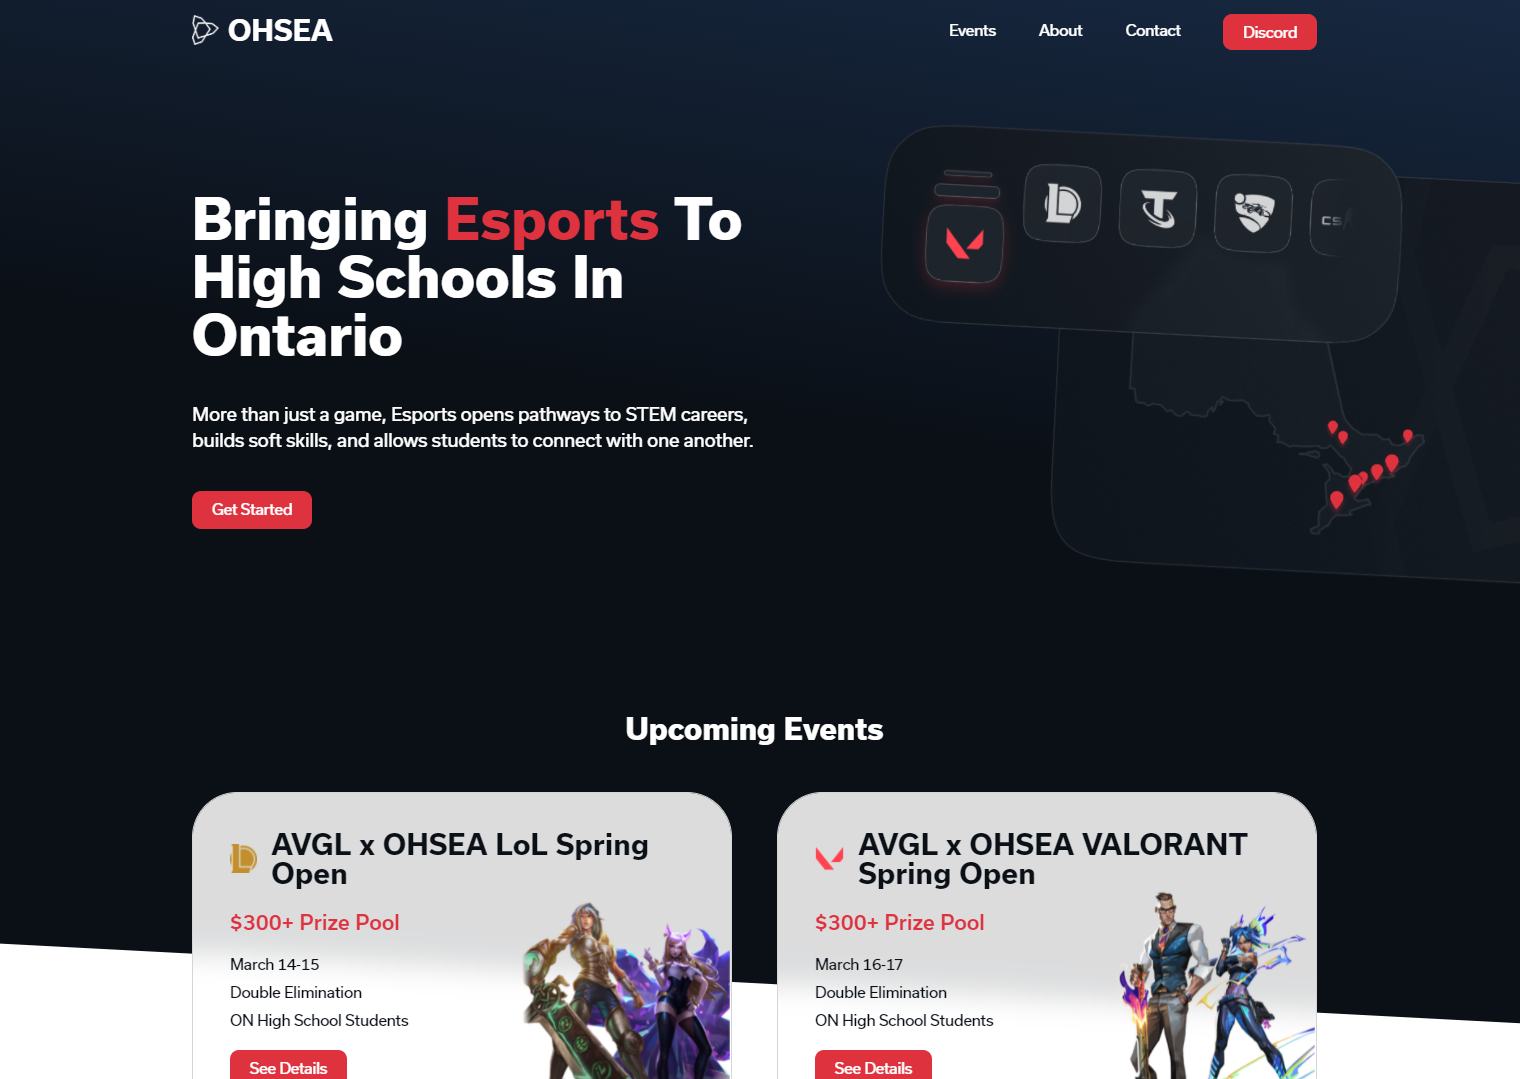 OHSEA
Events
About
Contact
Discord
Bringing Esports To
High Schools In
Ontario
More than just a game, Esports opens pathways to STEM careers,
builds soft skills, and allows students to connect with one another.
Get Started
CS
Upcoming Events
AVGL x OHSEA LoL Spring
Open
$300+ Prize Pool
March 14-15
Double Elimination
ON High School Students
See Details
AVGL x OHSEA VALORANT
Spring Open
$300+ Prize Pool
March 16-17
Double Elimination
ON High School Students
See Details